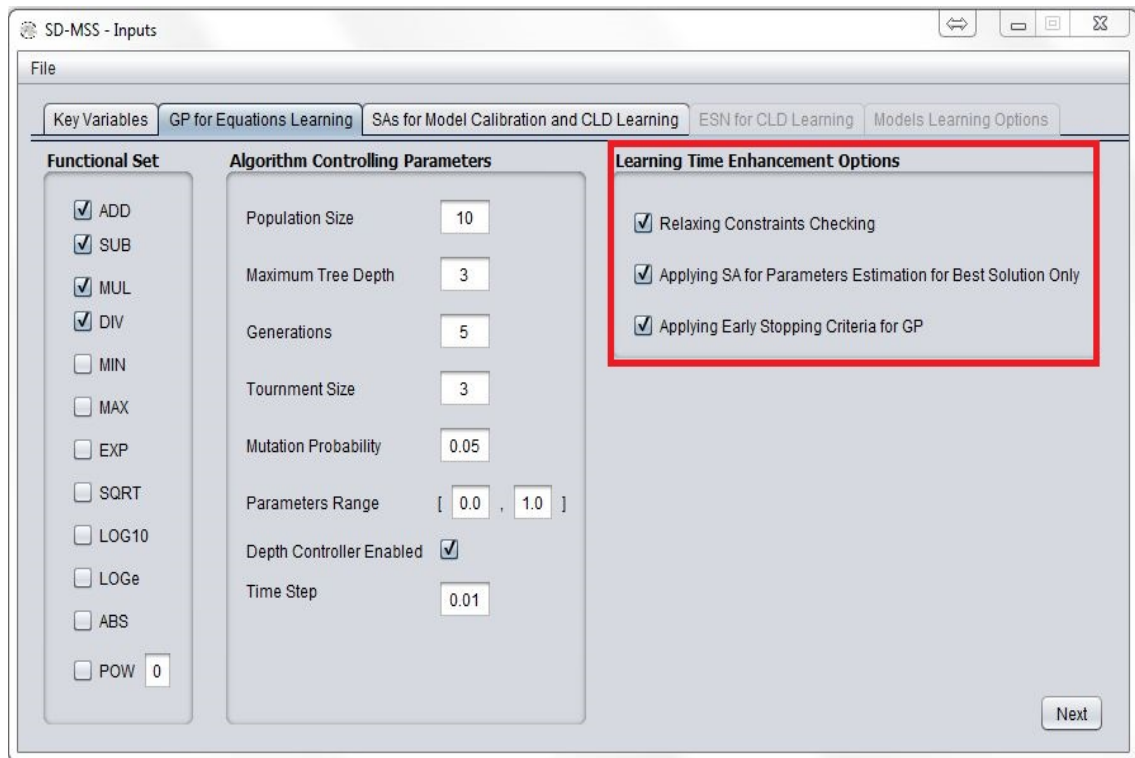 SD-MSS - Inputs
File
Key Variables
GP for Equations Learning
SAs for Model Calibration and CLD Learning
ESN for CLD Learning
Models Learning Options
Functional Set
ADD
SUB
MUL
DIV
MIN
MAX
EXP
SQRT
LOG10
LOGe
ABS
POW 0
Algorithm Controlling Parameters
Population Size 10
Maximum Tree Depth 3
Generations 5
Tournment Size 3
Mutation Probability 0.05
Parameters Range [ 0.0 , 1.0 ]
Depth Controller Enabled
Time Step 0.01
Learning Time Enhancement Options
Relaxing Constraints Checking
Applying SA for Parameters Estimation for Best Solution Only
Applying Early Stopping Criteria for GP
Next